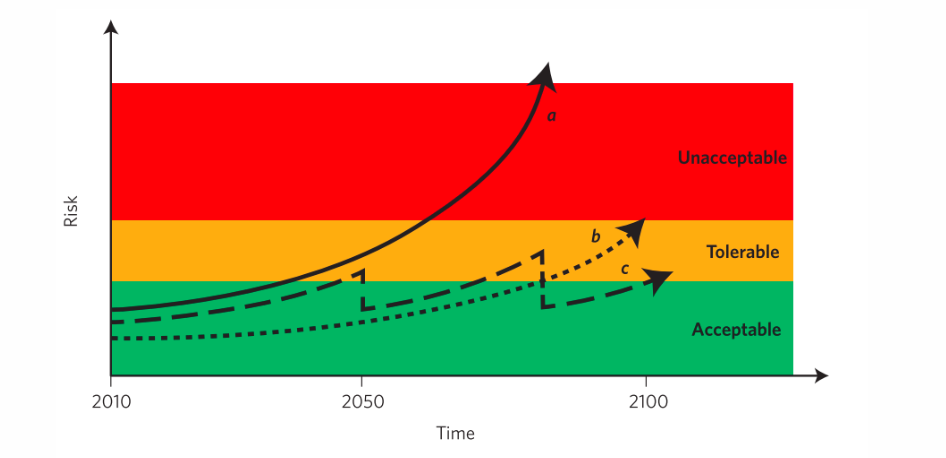 a
Unacceptable
Risk
b
Tolerable
c
Acceptable
2010
2050
2100
Time